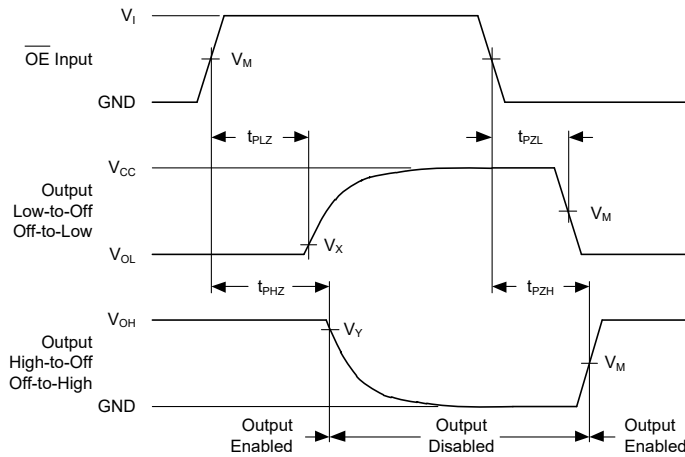 V_I
OE Input
V_M
GND
t_PLZ
t_PZL
V_CC
Output
Low-to-Off
Off-to-Low
V_M
V_X
V_OL
t_PHZ
t_PZH
V_OH
V_Y
Output
High-to-Off
Off-to-High
V_M
GND
Output
Enabled
Output
Disabled
Output
Enabled